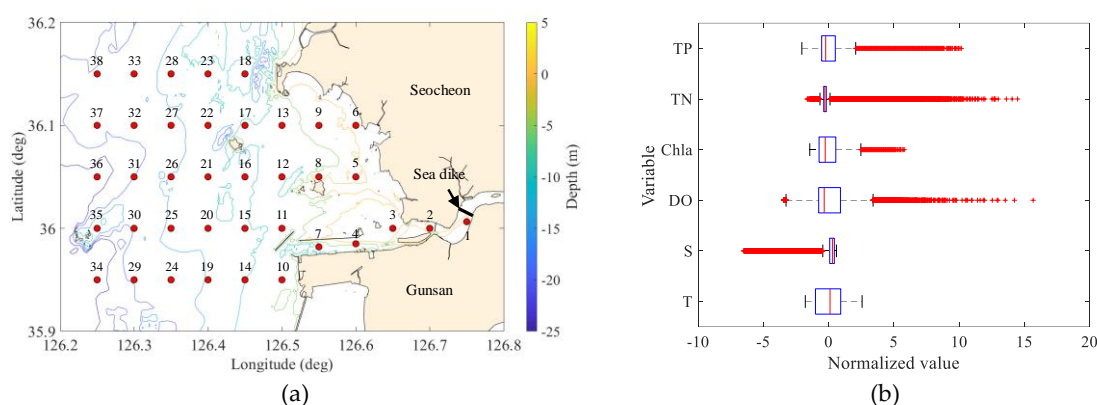 36.2
36.1
36
35.9
Latitude (deg)
126.2 126.3 126.4 126.5 126.6 126.7 126.8
Longitude (deg)
38 33 28 23 18
37 32 27 22 17 13 9 6
36 31 26 21 16 12 8 5
35 30 25 20 15 11 7 4 3 2 1
34 29 24 19 14 10
Seocheon
Sea dike
Gunsan
5
0
-5
-10
-15
-20
-25
Depth (m)
(a)
TP
TN
Chla
DO
S
T
Variable
-10 -5 0 5 10 15 20
Normalized value
(b)